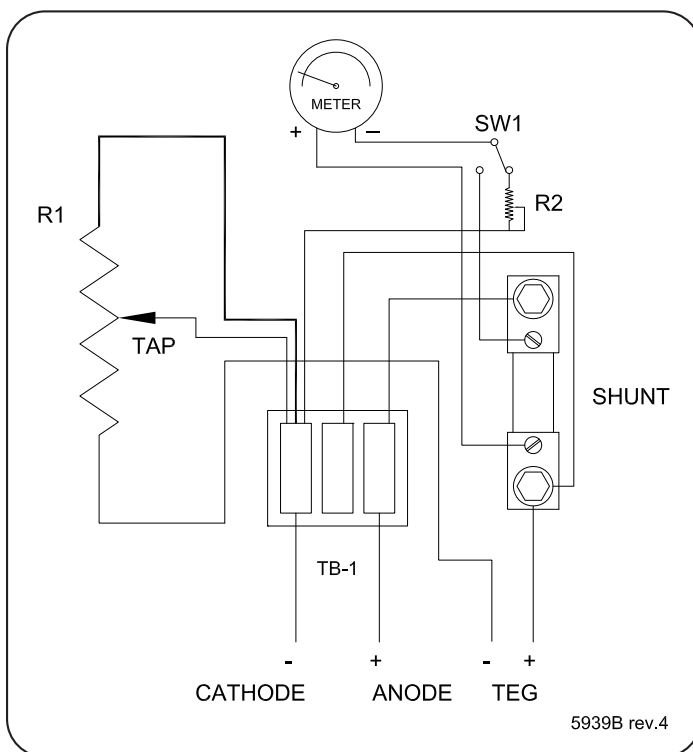 METER
+ –
SW1
R1
R2
TAP
SHUNT
TB-1
- + - +
CATHODE ANODE TEG
5939B rev.4